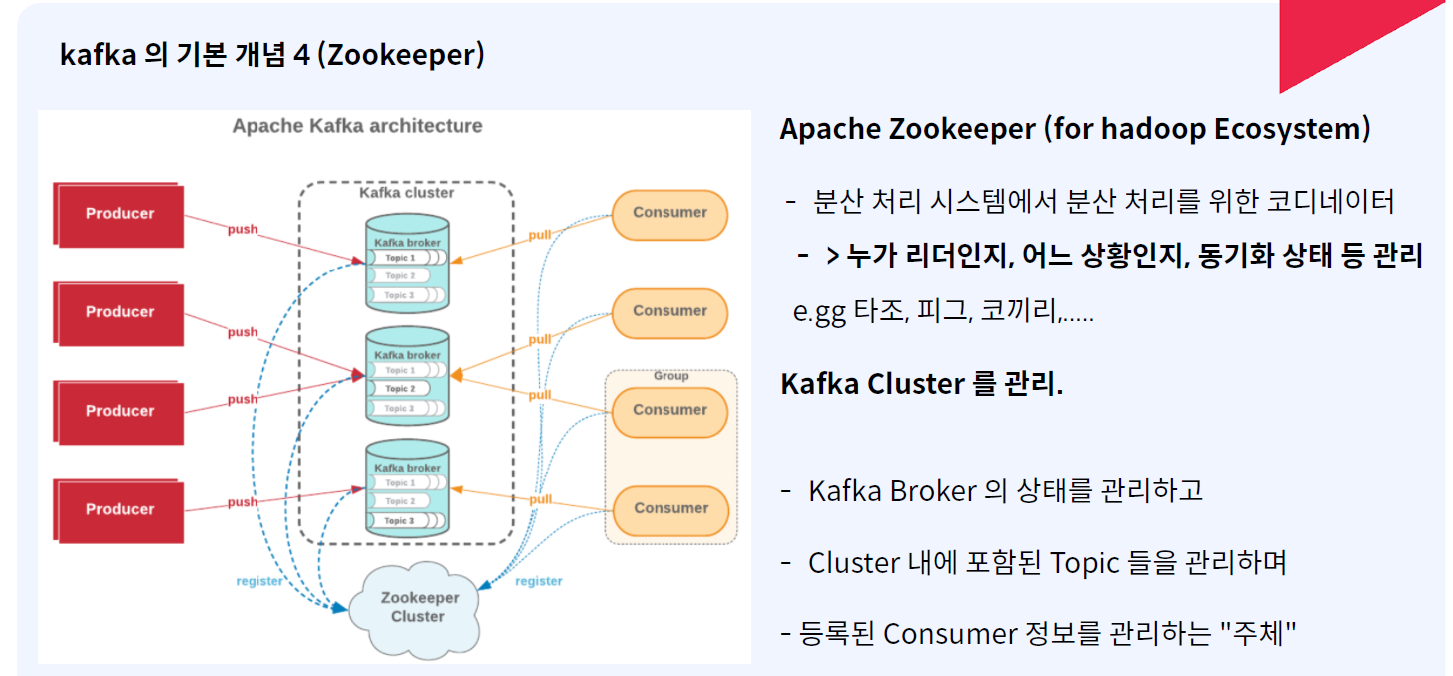 kafka 의 기본 개념 4 (Zookeeper)
Apache Kafka architecture
Kafka cluster
Producer
Producer
Producer
Producer
push
push
push
push
Kafka broker
Topic 1
Topic 2
Topic 3
Kafka broker
Topic 1
Topic 2
Topic 3
Kafka broker
Topic 1
Topic 2
Topic 3
pull
pull
pull
pull
Consumer
Consumer
Group
Consumer
Consumer
register
register
Zookeeper
Cluster
Apache Zookeeper (for hadoop Ecosystem)
- 분산 처리 시스템에서 분산 처리를 위한 코디네이터
- > 누가 리더인지, 어느 상황인지, 동기화 상태 등 관리
e.gg 타조, 피그, 코끼리,.....
Kafka Cluster 를 관리.
- Kafka Broker 의 상태를 관리하고
- Cluster 내에 포함된 Topic 들을 관리하며
- 등록된 Consumer 정보를 관리하는 "주체"